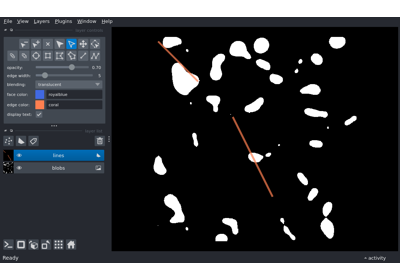 File View Layers Plugins Window Help
opacity: 0.70
edge width: 5
blending: translucent
face color: royalblue
edge color: coral
display text: ✓
lines
blobs
Ready
activity